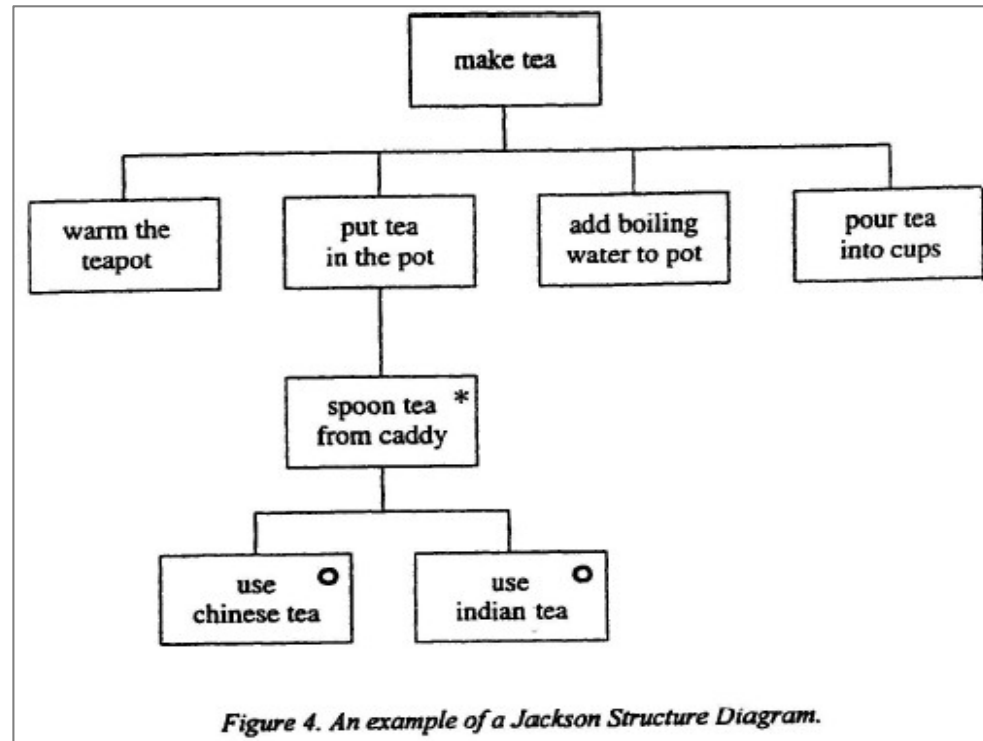 make tea
warm the
teapot
put tea
in the pot
add boiling
water to pot
pour tea
into cups
spoon tea *
from caddy
use o
chinese tea
use o
indian tea
Figure 4. An example of a Jackson Structure Diagram.